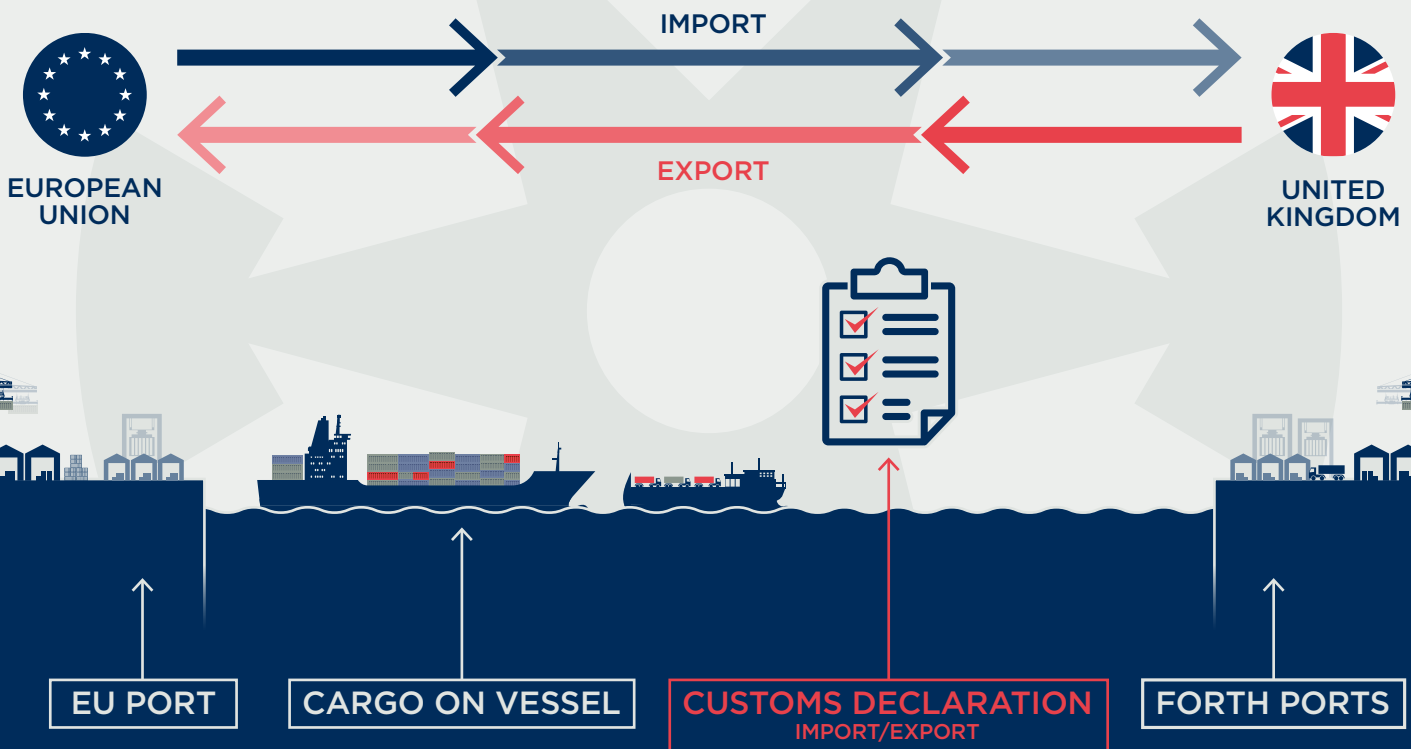 IMPORT
EXPORT
EUROPEAN
UNION
UNITED
KINGDOM
EU PORT
CARGO ON VESSEL
CUSTOMS DECLARATION
IMPORT/EXPORT
FORTH PORTS